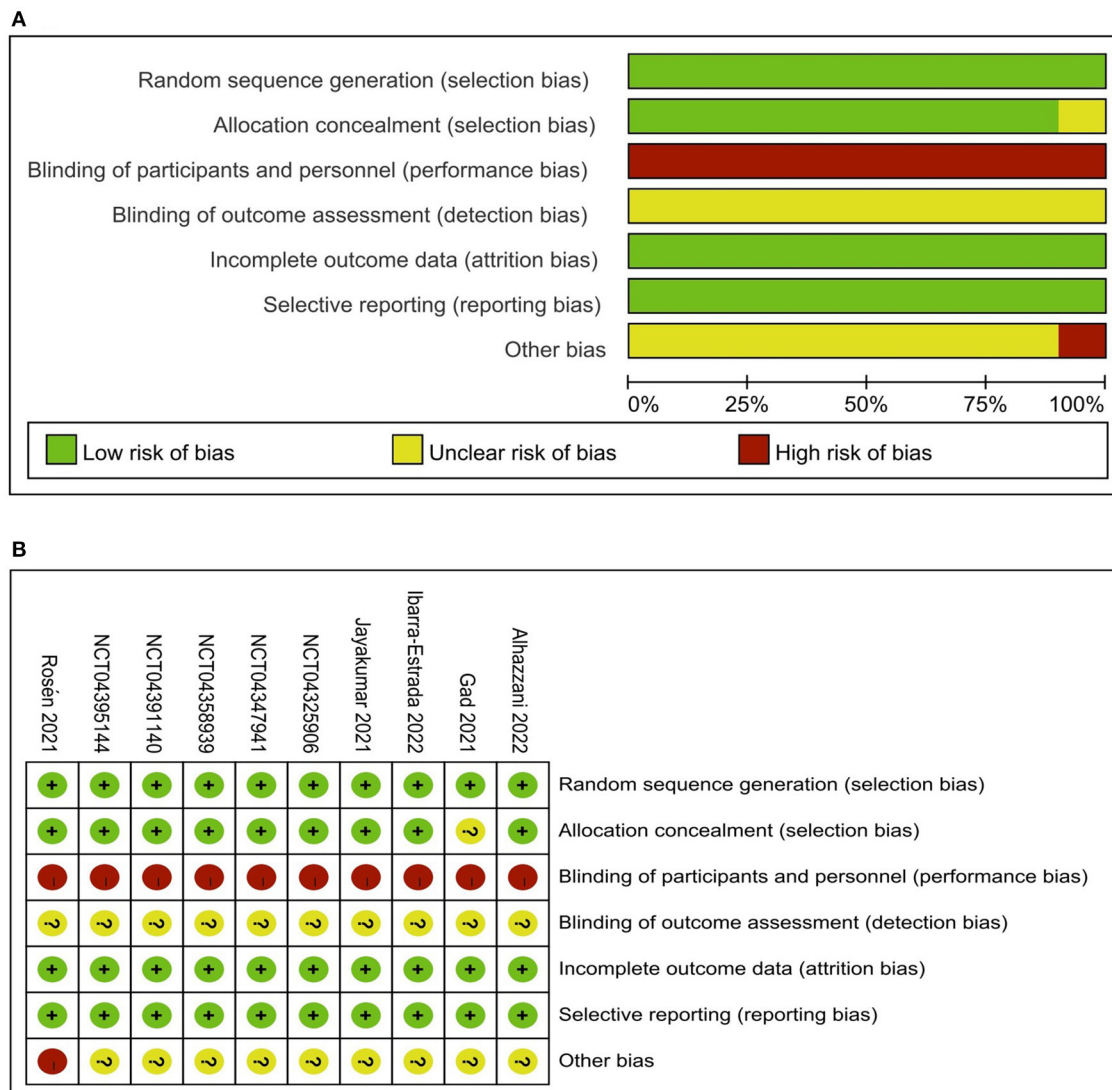 A
Random sequence generation (selection bias)
Allocation concealment (selection bias)
Blinding of participants and personnel (performance bias)
Blinding of outcome assessment (detection bias)
Incomplete outcome data (attrition bias)
Selective reporting (reporting bias)
Other bias
0% 25% 50% 75% 100%
Low risk of bias Unclear risk of bias High risk of bias
B
Rosén 2021
NCT04395144
NCT04391140
NCT04358939
NCT04347941
NCT04325906
Jayakumar 2021
Ibarra-Estrada 2022
Gad 2021
Alhazzani 2022
+ + + + + + + + + + Random sequence generation (selection bias)
+ + + + + + + + ? + Allocation concealment (selection bias)
– – – – – – – – – – Blinding of participants and personnel (performance bias)
? ? ? ? ? ? ? ? ? ? Blinding of outcome assessment (detection bias)
+ + + + + + + + + + Incomplete outcome data (attrition bias)
+ + + + + + + + + + Selective reporting (reporting bias)
– ? ? ? ? ? ? ? ? ? Other bias